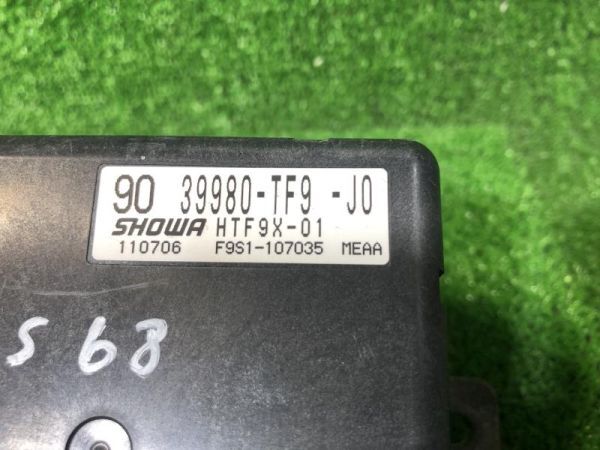 90 39980-TF9 -J0
SHOWA HTF9X-01
110706 F9S1-107035 MEAA
S 68